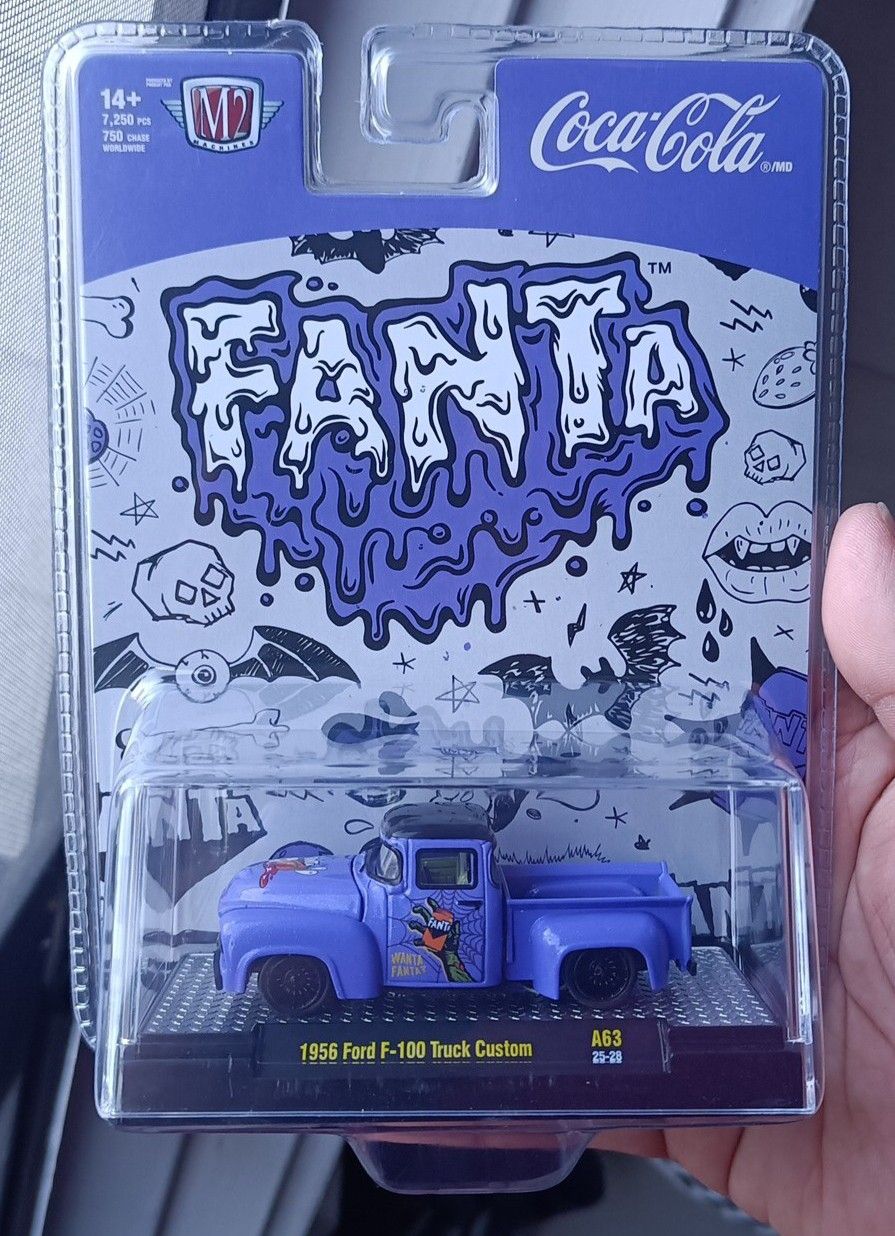 14+
7,250 PCS
750 CHASE
WORLDWIDE
M2
MACHINES
Coca-Cola
®/MD
FANTA
™
FANTA
WANTA
FANTA?
1956 Ford F-100 Truck Custom
A63
25-28